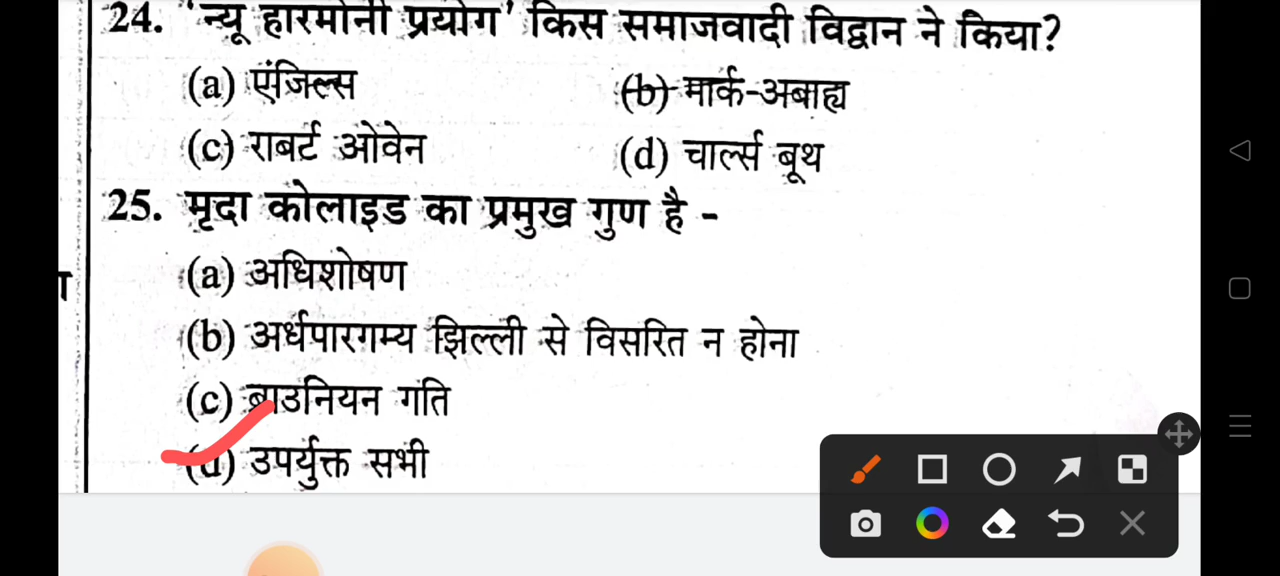 24. 'न्यू हारमोनी प्रयोग' किस समाजवादी विद्वान ने किया?
(a) एंजिल्स (b) मार्क-अबाह्य
(c) राबर्ट ओवेन (d) चार्ल्स बूथ
25. मृदा कोलाइड का प्रमुख गुण है -
(a) अधिशोषण
(b) अर्धपारगम्य झिल्ली से विसरित न होना
(c) ब्राउनियन गति
(d) उपर्युक्त सभी